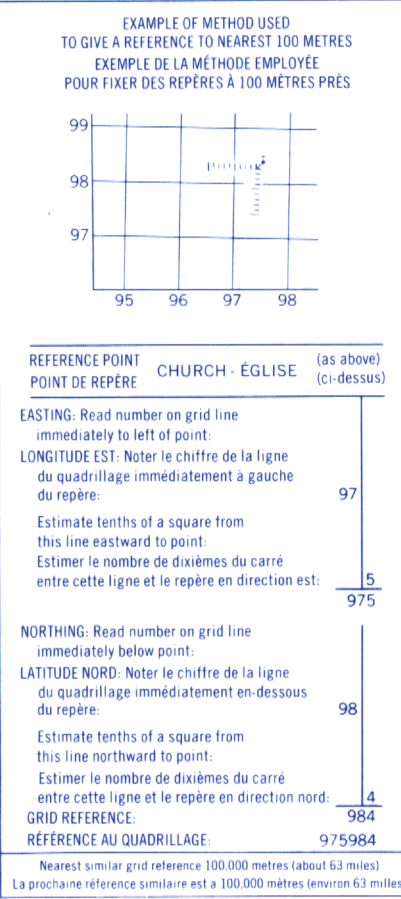 EXAMPLE OF METHOD USED
TO GIVE A REFERENCE TO NEAREST 100 METRES
EXEMPLE DE LA MÉTHODE EMPLOYÉE
POUR FIXER DES REPÈRES À 100 MÈTRES PRÈS
99
98
97
95 96 97 98
REFERENCE POINT
POINT DE REPÈRE
CHURCH - ÉGLISE
(as above)
(ci-dessus)
EASTING: Read number on grid line
immediately to left of point:
LONGITUDE EST: Noter le chiffre de la ligne
du quadrillage immédiatement à gauche
du repère: 97
Estimate tenths of a square from
this line eastward to point:
Estimer le nombre de dixièmes du carré
entre cette ligne et le repère en direction est: 5
975
NORTHING: Read number on grid line
immediately below point:
LATITUDE NORD: Noter le chiffre de la ligne
du quadrillage immédiatement en-dessous
du repère: 98
Estimate tenths of a square from
this line northward to point:
Estimer le nombre de dixièmes du carré
entre cette ligne et le repère en direction nord: 4
GRID REFERENCE: 984
RÉFÉRENCE AU QUADRILLAGE: 975984
Nearest similar grid reference 100,000 metres (about 63 miles)
La prochaine réference similaire est a 100,000 mètres (environ 63 milles